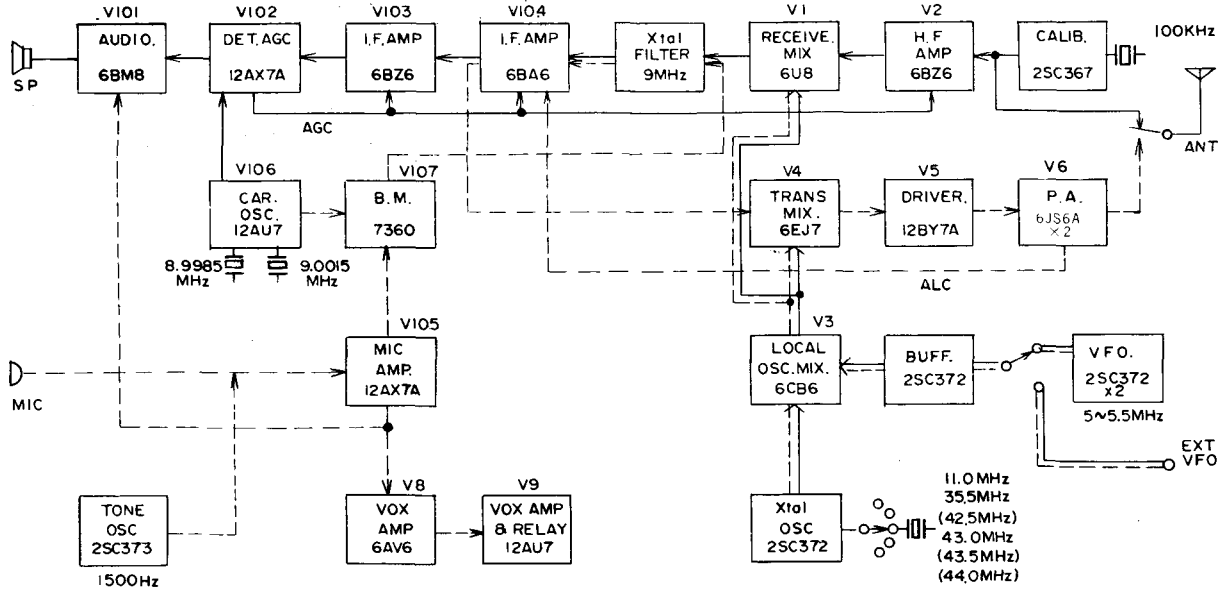 V101
AUDIO.
6BM8
SP
V102
DET. AGC
12AX7A
V103
I.F. AMP
6BZ6
V104
I.F. AMP
6BA6
Xtal
FILTER
9MHz
V1
RECEIVE.
MIX
6U8
V2
H.F
AMP
6BZ6
CALIB.
2SC367
100KHz
ANT
AGC
V106
CAR.
OSC.
12AU7
8.9985
MHz
9.0015
MHz
V107
B.M.
7360
V4
TRANS
MIX.
6EJ7
V5
DRIVER.
12BY7A
V6
P.A.
6JS6A
×2
ALC
MIC
V105
MIC
AMP.
12AX7A
V3
LOCAL
OSC.MIX.
6CB6
BUFF.
2SC372
VFO.
2SC372
×2
5~5.5MHz
EXT
VFO
TONE
OSC
2SC373
1500Hz
V8
VOX
AMP
6AV6
V9
VOX AMP
& RELAY
12AU7
Xtal
OSC
2SC372
11.0MHz
35.5MHz
(42.5MHz)
43.0MHz
(43.5MHz)
(44.0MHz)